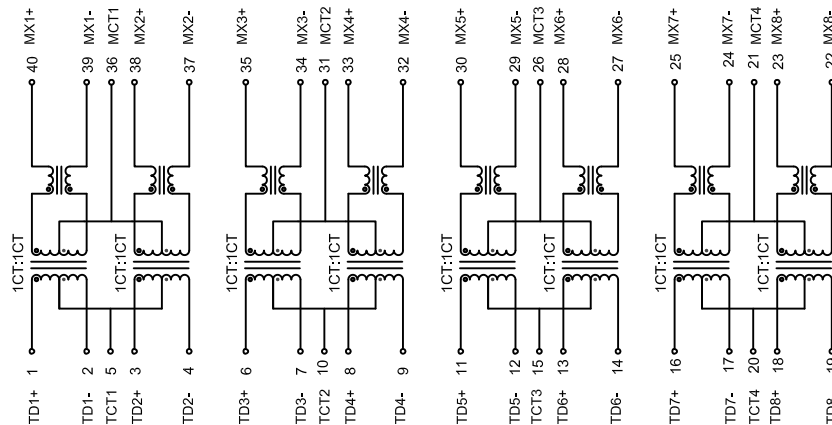 MX1+
MX1-
MCT1
MX2+
MX2-
MX3+
MX3-
MCT2
MX4+
MX4-
MX5+
MX5-
MCT3
MX6+
MX6-
MX7+
MX7-
MCT4
MX8+
MX8-
40
39
36
38
37
35
34
31
33
32
30
29
26
28
27
25
24
21
23
22
1CT:1CT
1CT:1CT
1CT:1CT
1CT:1CT
1CT:1CT
1CT:1CT
1CT:1CT
1CT:1CT
1
2
5
3
4
6
7
10
8
9
11
12
15
13
14
16
17
20
18
19
TD1+
TD1-
TCT1
TD2+
TD2-
TD3+
TD3-
TCT2
TD4+
TD4-
TD5+
TD5-
TCT3
TD6+
TD6-
TD7+
TD7-
TCT4
TD8+
TD8-